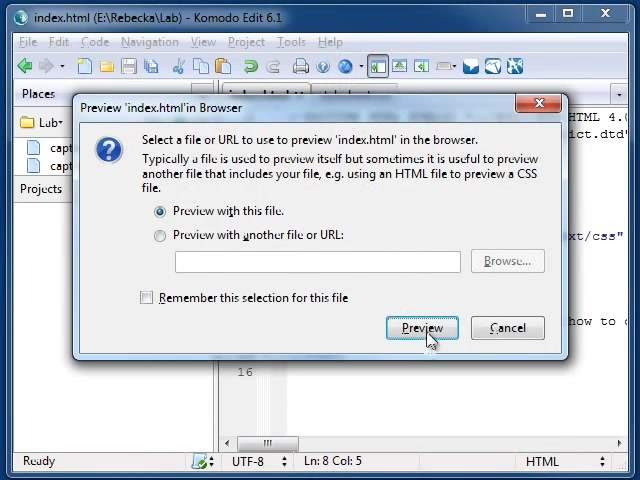 index.html (E:\Rebecka\Lab) - Komodo Edit 6.1
File Edit Code Navigation View Project Tools Help
Places
Lab
capt
capt
Projects
HTML 4.0
ict.dtd"
xt/css"
how to c
16
Preview 'index.html'in Browser
Select a file or URL to use to preview 'index.html' in the browser.
Typically a file is used to preview itself but sometimes it is useful to preview
another file that includes your file, e.g. using an HTML file to preview a CSS
file.
Preview with this file.
Preview with another file or URL:
Browse...
Remember this selection for this file
Preview Cancel
Ready UTF-8 Ln: 8 Col: 5 HTML